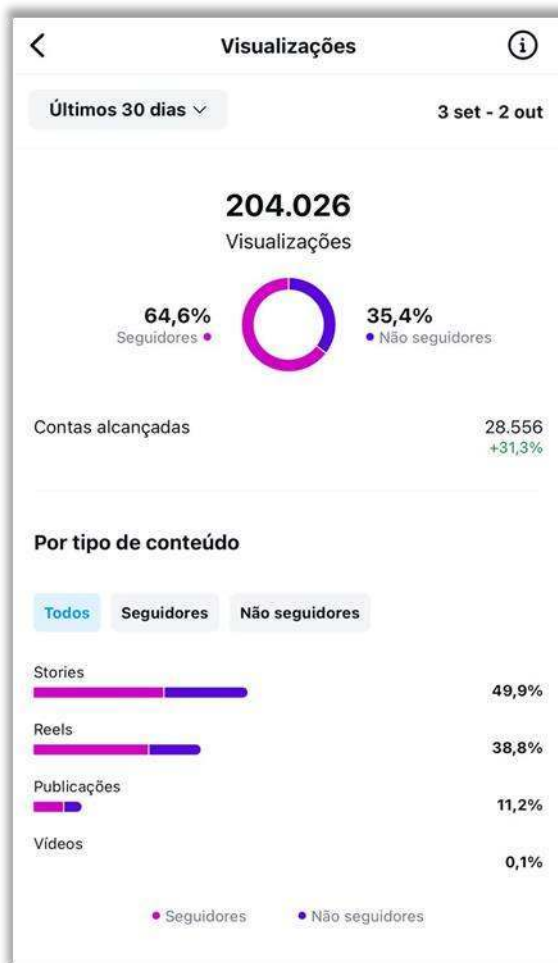 Visualizações
Últimos 30 dias
3 set - 2 out
204.026
Visualizações
64,6%
Seguidores
35,4%
Não seguidores
Contas alcançadas
28.556
+31,3%
Por tipo de conteúdo
Todos
Seguidores
Não seguidores
Stories
49,9%
Reels
38,8%
Publicações
11,2%
Vídeos
0,1%
Seguidores
Não seguidores